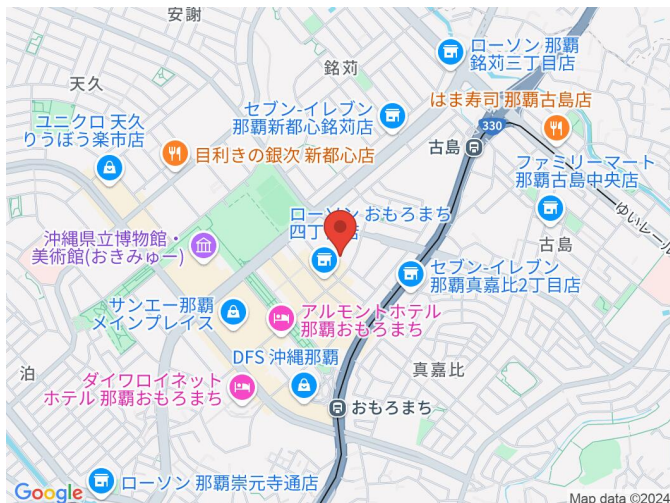 安謝
ローソン 那覇
銘苅三丁目店
天久
銘苅
はま寿司 那覇古島店
セブン-イレブン
那覇新都心銘苅店
ユニクロ 天久
りうぼう楽市店
330
古島
目利きの銀次 新都心店
ファミリーマート
那覇古島中央店
ゆいレール
ローソン おもろまち
四丁
店
沖縄県立博物館・
美術館(おきみゅー)
古島
セブン-イレブン
那覇真嘉比2丁目店
サンエー那覇
メインプレイス
アルモントホテル
那覇おもろまち
DFS 沖縄那覇
真嘉比
泊
ダイワロイネット
ホテル 那覇おもろまち
おもろまち
ローソン 那覇崇元寺通店
Google
Map data ©2024